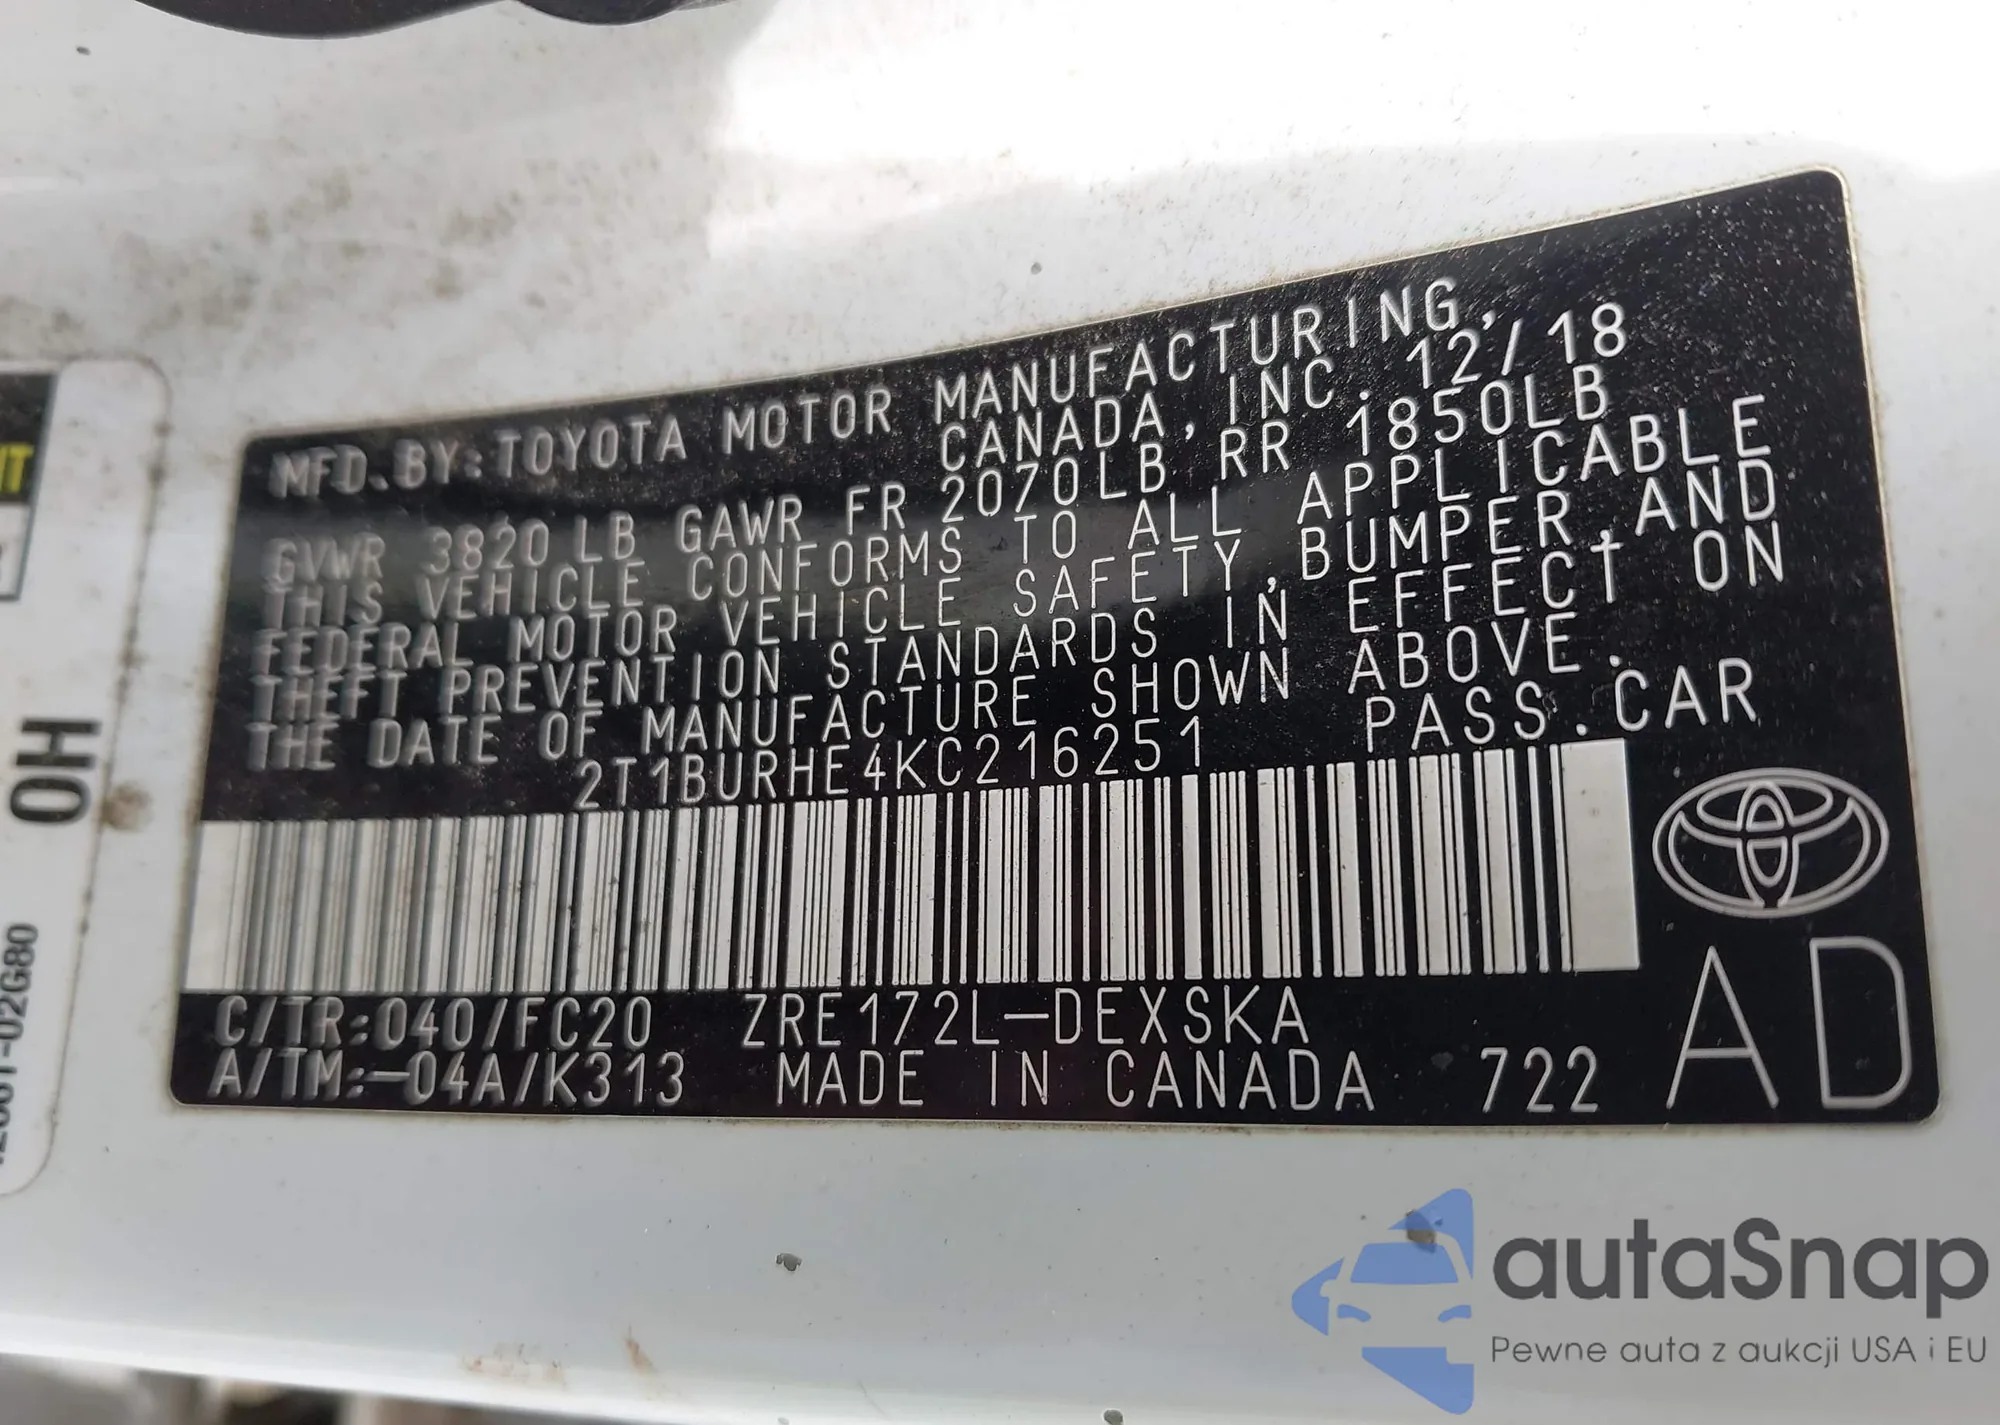 MFD. BY: TOYOTA MOTOR MANUFACTURING,
CANADA, INC. 12/18
GVWR 3820 LB GAWR FR 2070LB RR 1850LB
THIS VEHICLE CONFORMS TO ALL APPLICABLE
FEDERAL MOTOR VEHICLE SAFETY, BUMPER, AND
THEFT PREVENTION STANDARDS IN EFFECT ON
THE DATE OF MANUFACTURE SHOWN ABOVE.
2T1BURHE4KC216251 PASS. CAR
C/TR:040/FC20 ZRE172L-DEXSKA
A/TM:-04A/K313 MADE IN CANADA 722
AD
OH
autaSnap
Pewne auta z aukcji USA i EU